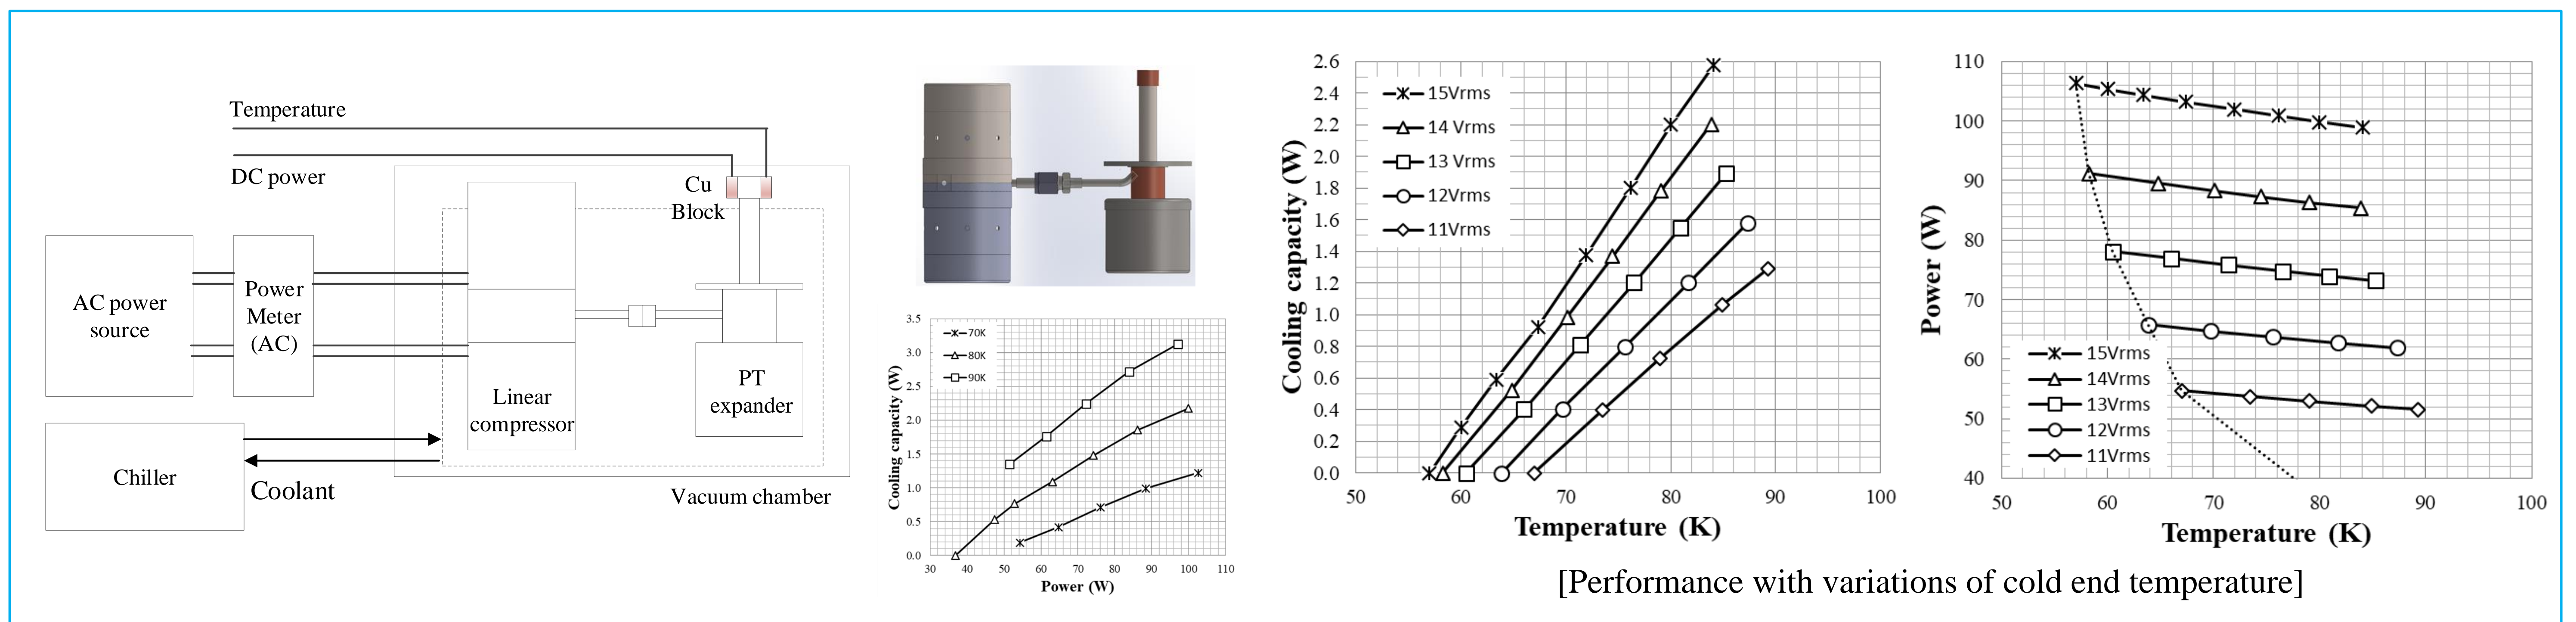 Temperature
DC power
Cu
Block
AC power
source
Power
Meter
(AC)
Linear
compressor
PT
expander
Chiller
Coolant
Vacuum chamber
Cooling capacity (W)
3.5
3.0
2.5
2.0
1.5
1.0
0.5
0.0
70K
80K
90K
30 40 50 60 70 80 90 100 110
Power (W)
Cooling capacity (W)
2.6
2.4
2.2
2.0
1.8
1.6
1.4
1.2
1.0
0.8
0.6
0.4
0.2
0.0
15Vrms
14 Vrms
13 Vrms
12Vrms
11Vrms
50 60 70 80 90 100
Temperature (K)
Power (W)
110
100
90
80
70
60
50
40
15Vrms
14Vrms
13Vrms
12Vrms
11Vrms
50 60 70 80 90 100
Temperature (K)
[Performance with variations of cold end temperature]